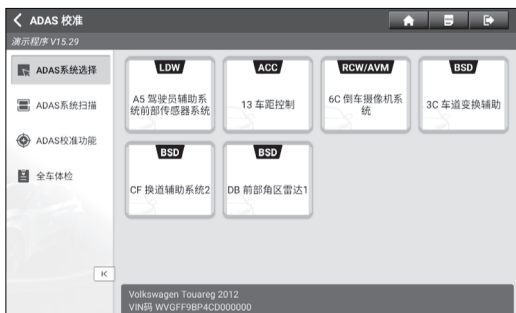 ADAS 校准
演示程序 V15.29
ADAS系统选择
ADAS系统扫描
ADAS校准功能
全车体检
LDW
A5 驾驶员辅助系
统前部传感器系统
ACC
13 车距控制
RCW/AVM
6C 倒车摄像机系
统
BSD
3C 车道变换辅助
BSD
CF 换道辅助系统2
BSD
DB 前部角区雷达1
Volkswagen Touareg 2012
VIN码 WVGFF9BP4CD000000